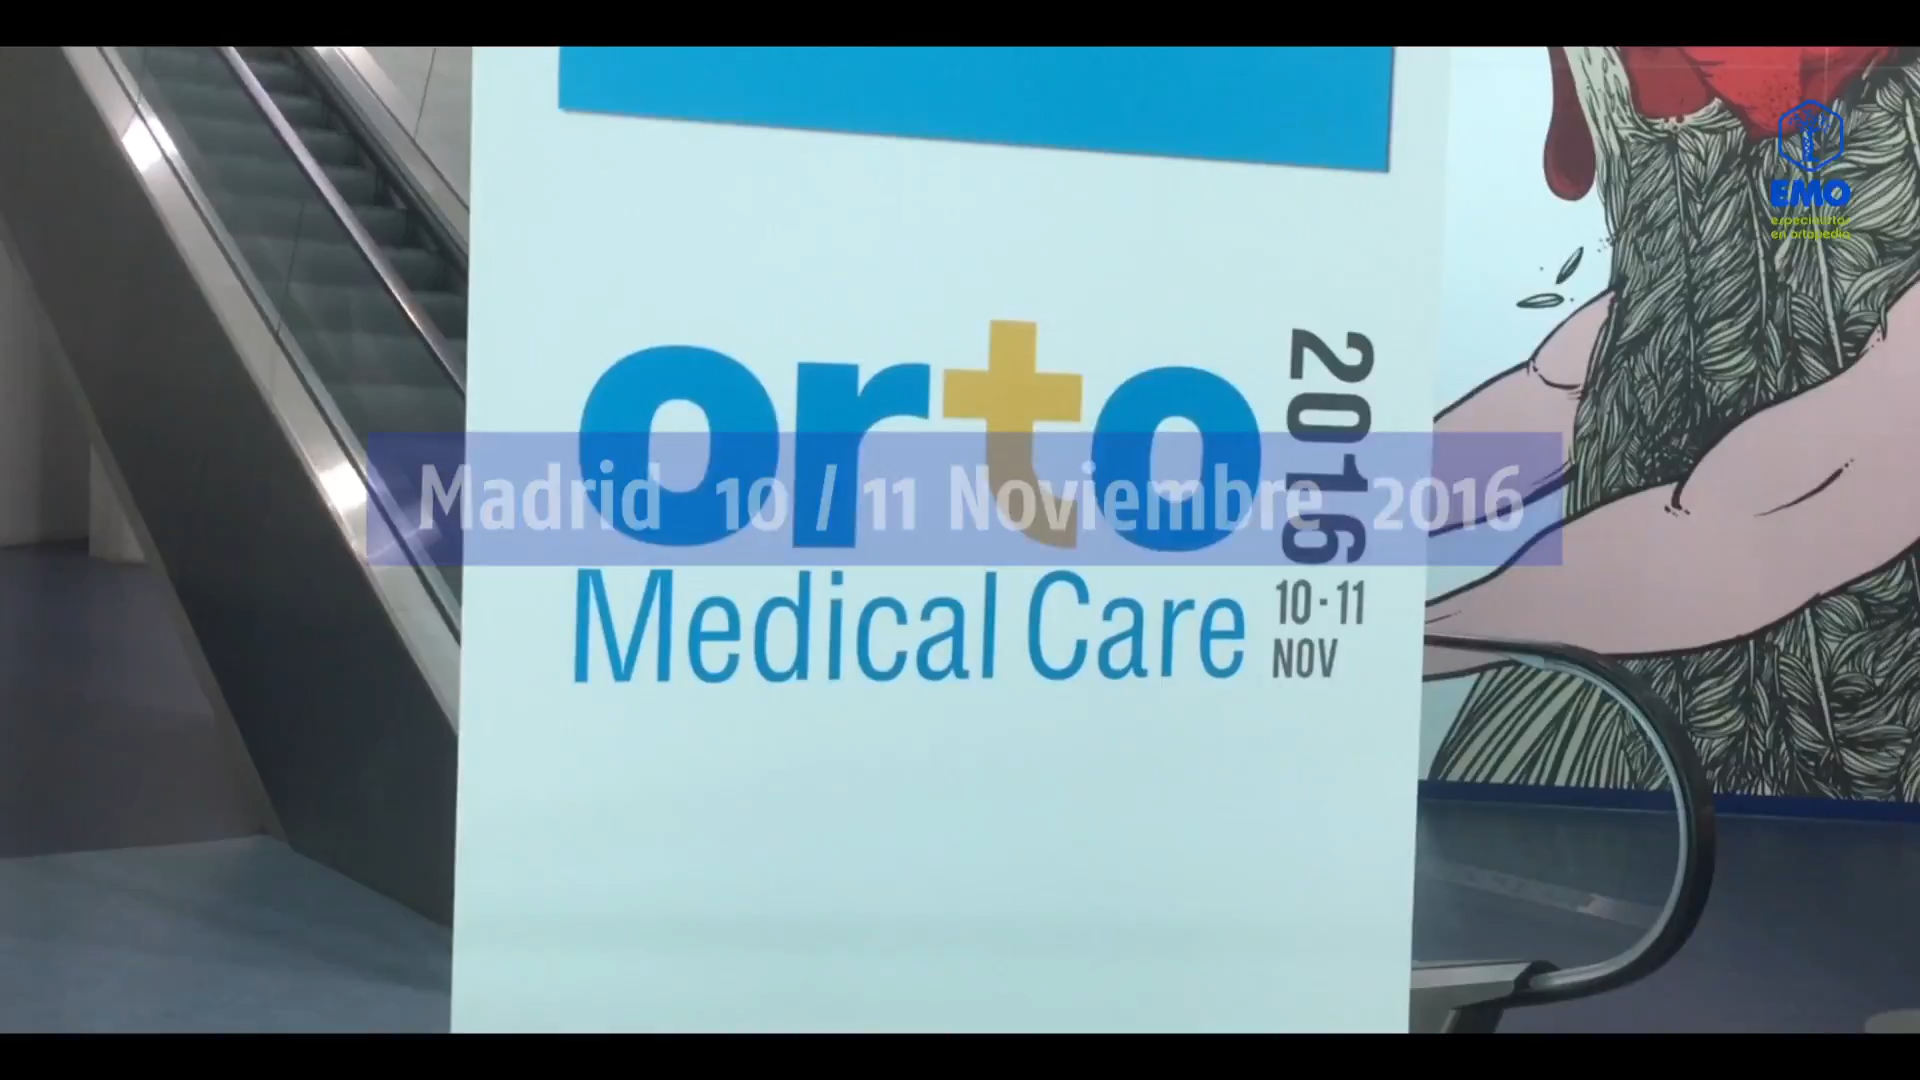 EMO
especialistas
en ortopedia
orto
2016
Madrid 10 / 11 Noviembre 2016
Medical Care
10 - 11
NOV